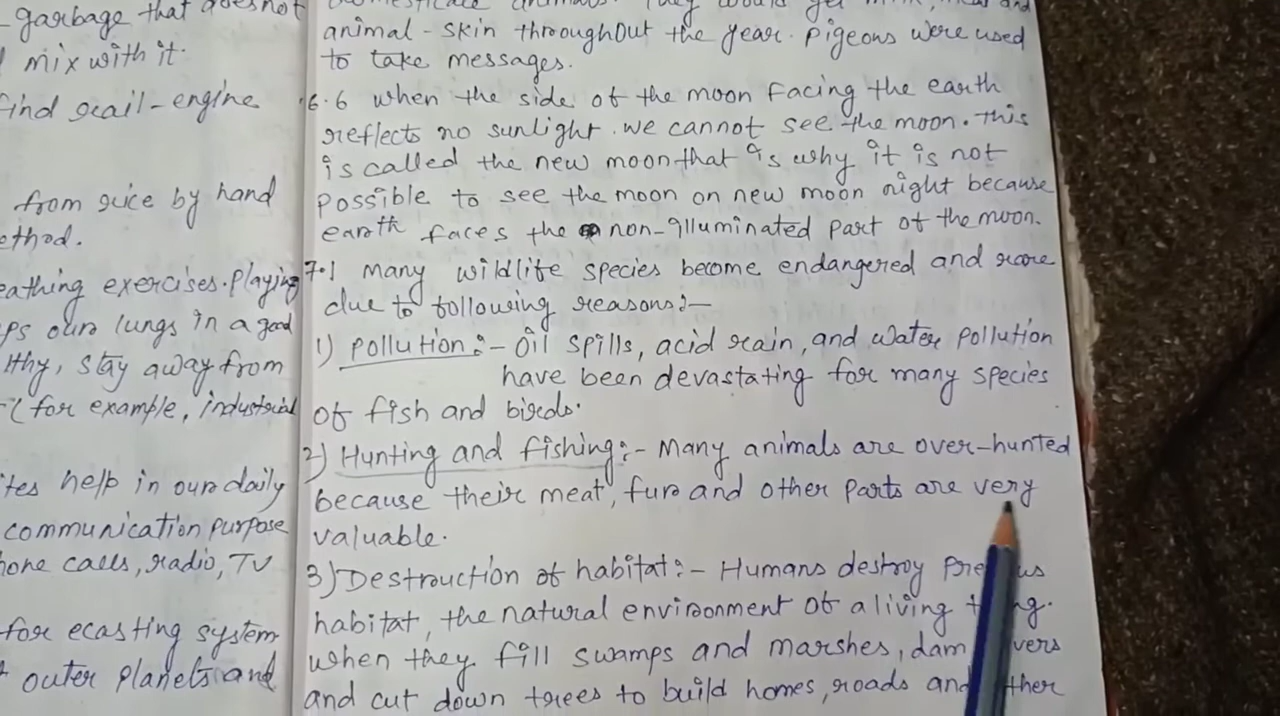 garbage that does not
mix with it.
find rail-engine
from rice by hand
ethod.
eathing exercises. Playing
ps our lungs in a good
lthy, stay away from
(for example, industrial
ites help in our daily
communication purpose
hone calls, radio, TV
forecasting system
outer planets and
animal-skin throughout the year. pigeons were used
to take messages.
6.6 when the side of the moon facing the earth
reflects no sunlight. we cannot see the moon. this
is called the new moon that is why it is not
possible to see the moon on new moon night because
earth faces the non-illuminated part of the moon.
7.1 many wildlife species become endangered and rare
due to following reasons:-
1) pollution:- Oil spills, acid rain, and water pollution
have been devastating for many species
of fish and birds.
2) Hunting and fishing:- Many animals are over-hunted
because their meat, fur and other parts are very
valuable.
3) Destruction of habitat:- Humans destroy
habitat, the natural environment of a living
when they fill swamps and marshes, dam
and cut down trees to build homes, roads and